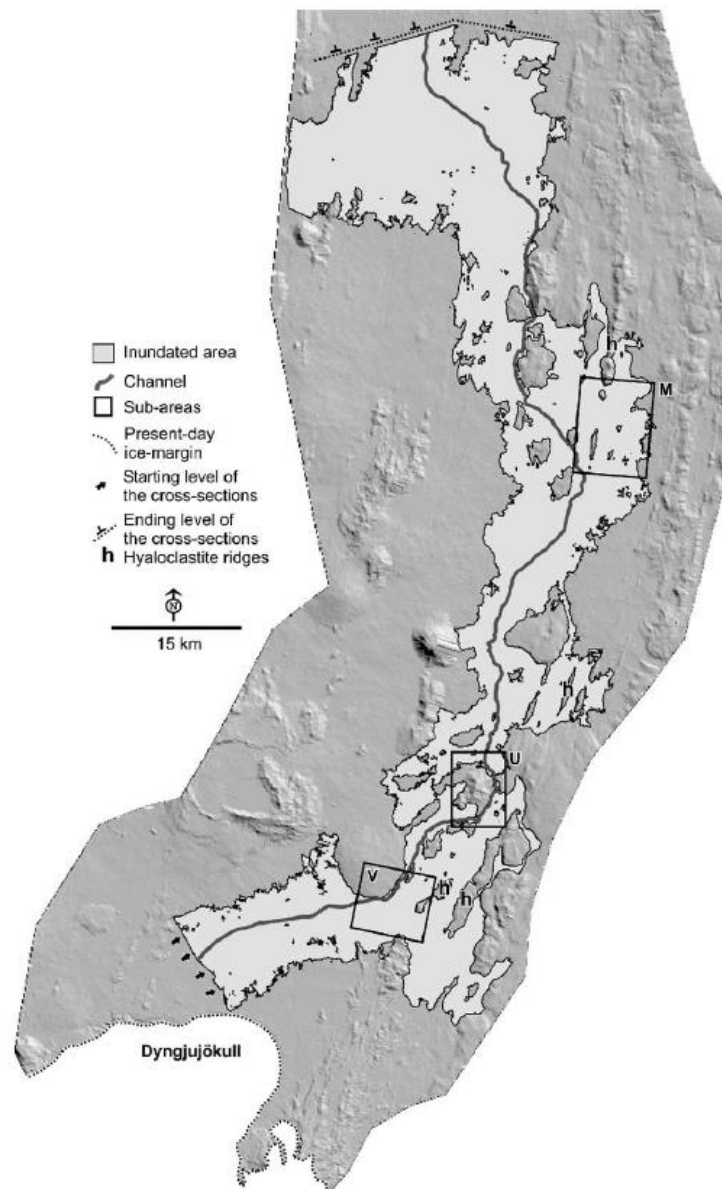 h
M
Inundated area
Channel
Sub-areas
Present-day
ice-margin
Starting level of
the cross-sections
Ending level of
the cross-sections
h Hyaloclastite ridges
N
15 km
h
U
V
h
h
Dyngjujökull